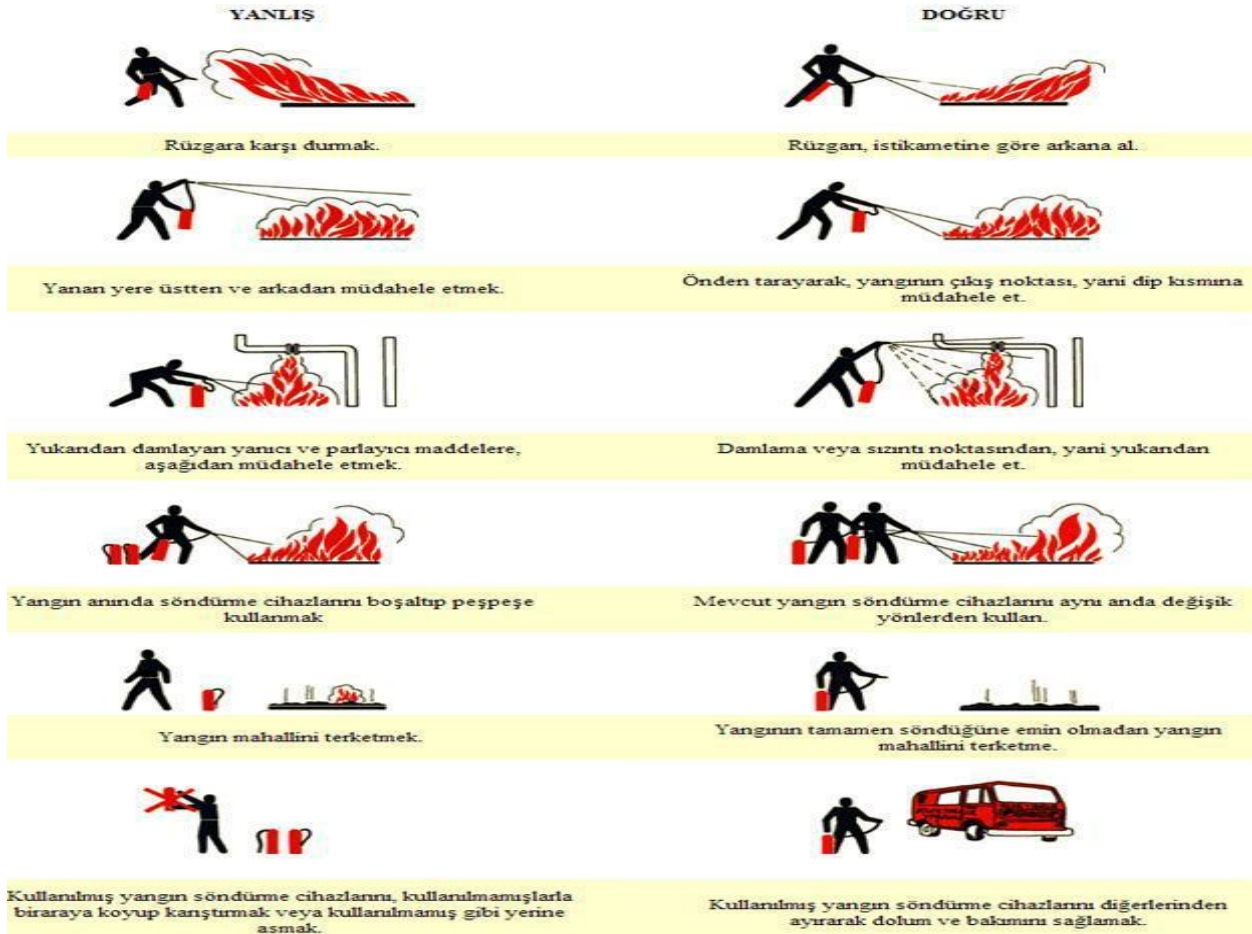 YANLIŞ
DOĞRU
Rüzgara karşı durmak.
Rüzgarı, istikametine göre arkana al.
Yanan yere üstten ve arkadan müdahele etmek.
Önden tarayarak, yangının çıkış noktası, yani dip kısmına
müdahele et.
Yukarıdan damlayan yanıcı ve parlayıcı maddelere,
aşağıdan müdahele etmek.
Damlama veya sızıntı noktasından, yani yukarıdan
müdahele et.
Yangın anında söndürme cihazlarını boşaltıp peşpeşe
kullanmak
Mevcut yangın söndürme cihazlarını aynı anda değişik
yönlerden kullan.
Yangın mahallini terketmek.
Yangının tamamen söndüğüne emin olmadan yangın
mahallini terketme.
Kullanılmış yangın söndürme cihazlarını, kullanılmamışlarla
biraraya koyup karıştırmak veya kullanılmamış gibi yerine
asmak.
Kullanılmış yangın söndürme cihazlarını diğerlerinden
ayırarak dolum ve bakımını sağlamak.